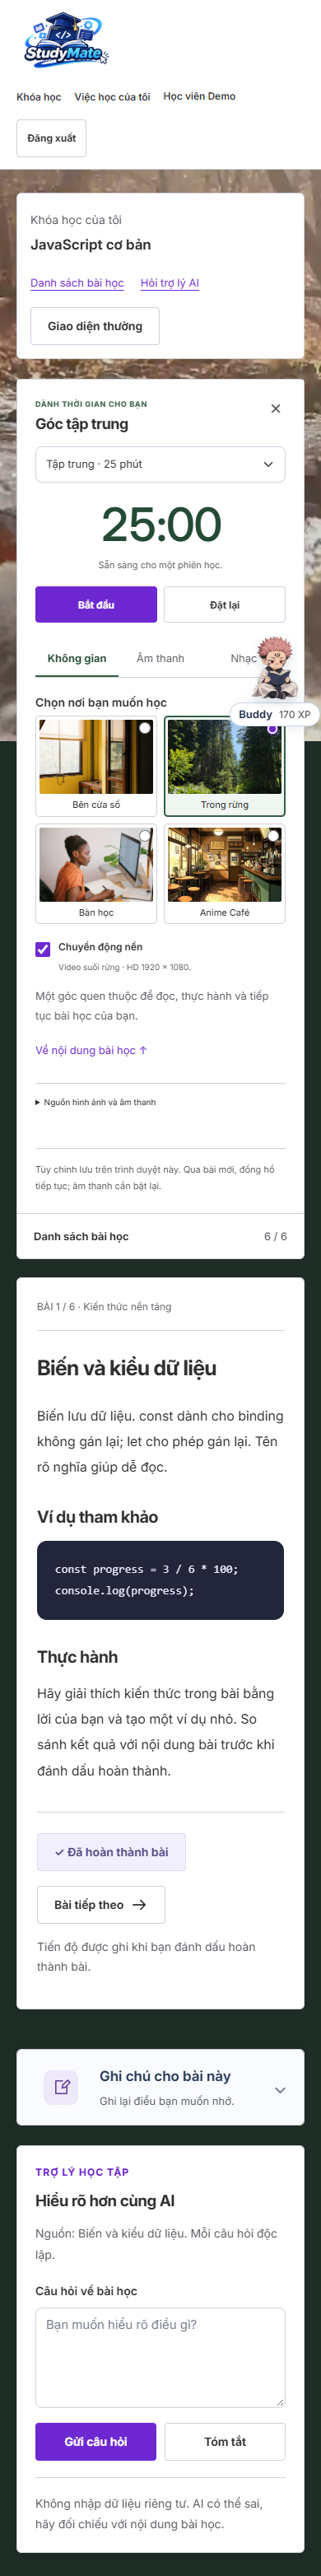 StudyMate
Khóa học
Việc học của tôi
Học viên Demo
Đăng xuất
Khóa học của tôi
JavaScript cơ bản
Danh sách bài học
Hỏi trợ lý AI
Giao diện thường
DÀNH THỜI GIAN CHO BẠN
Góc tập trung
Tập trung · 25 phút
25:00
Sẵn sàng cho một phiên học.
Bắt đầu
Đặt lại
Không gian
Âm thanh
Nhạc
Buddy 170 XP
Chọn nơi bạn muốn học
Bên cửa sổ
Trong rừng
Bàn học
Anime Café
Chuyển động nền
Video suối rừng · HD 1920 × 1080.
Một góc quen thuộc để đọc, thực hành và tiếp
tục bài học của bạn.
Về nội dung bài học ↑
▶ Nguồn hình ảnh và âm thanh
Tùy chỉnh lưu trên trình duyệt này. Qua bài mới, đồng hồ
tiếp tục; âm thanh cần bật lại.
Danh sách bài học
6 / 6
BÀI 1 / 6 · Kiến thức nền tảng
Biến và kiểu dữ liệu
Biến lưu dữ liệu. const dành cho binding
không gán lại; let cho phép gán lại. Tên
rõ nghĩa giúp dễ đọc.
Ví dụ tham khảo
const progress = 3 / 6 * 100;
console.log(progress);
Thực hành
Hãy giải thích kiến thức trong bài bằng
lời của bạn và tạo một ví dụ nhỏ. So
sánh kết quả với nội dung bài trước khi
đánh dấu hoàn thành.
✓ Đã hoàn thành bài
Bài tiếp theo →
Tiến độ được ghi khi bạn đánh dấu hoàn
thành bài.
Ghi chú cho bài này
Ghi lại điều bạn muốn nhớ.
TRỢ LÝ HỌC TẬP
Hiểu rõ hơn cùng AI
Nguồn: Biến và kiểu dữ liệu. Mỗi câu hỏi độc
lập.
Câu hỏi về bài học
Bạn muốn hiểu rõ điều gì?
Gửi câu hỏi
Tóm tắt
Không nhập dữ liệu riêng tư. AI có thể sai,
hãy đối chiếu với nội dung bài học.